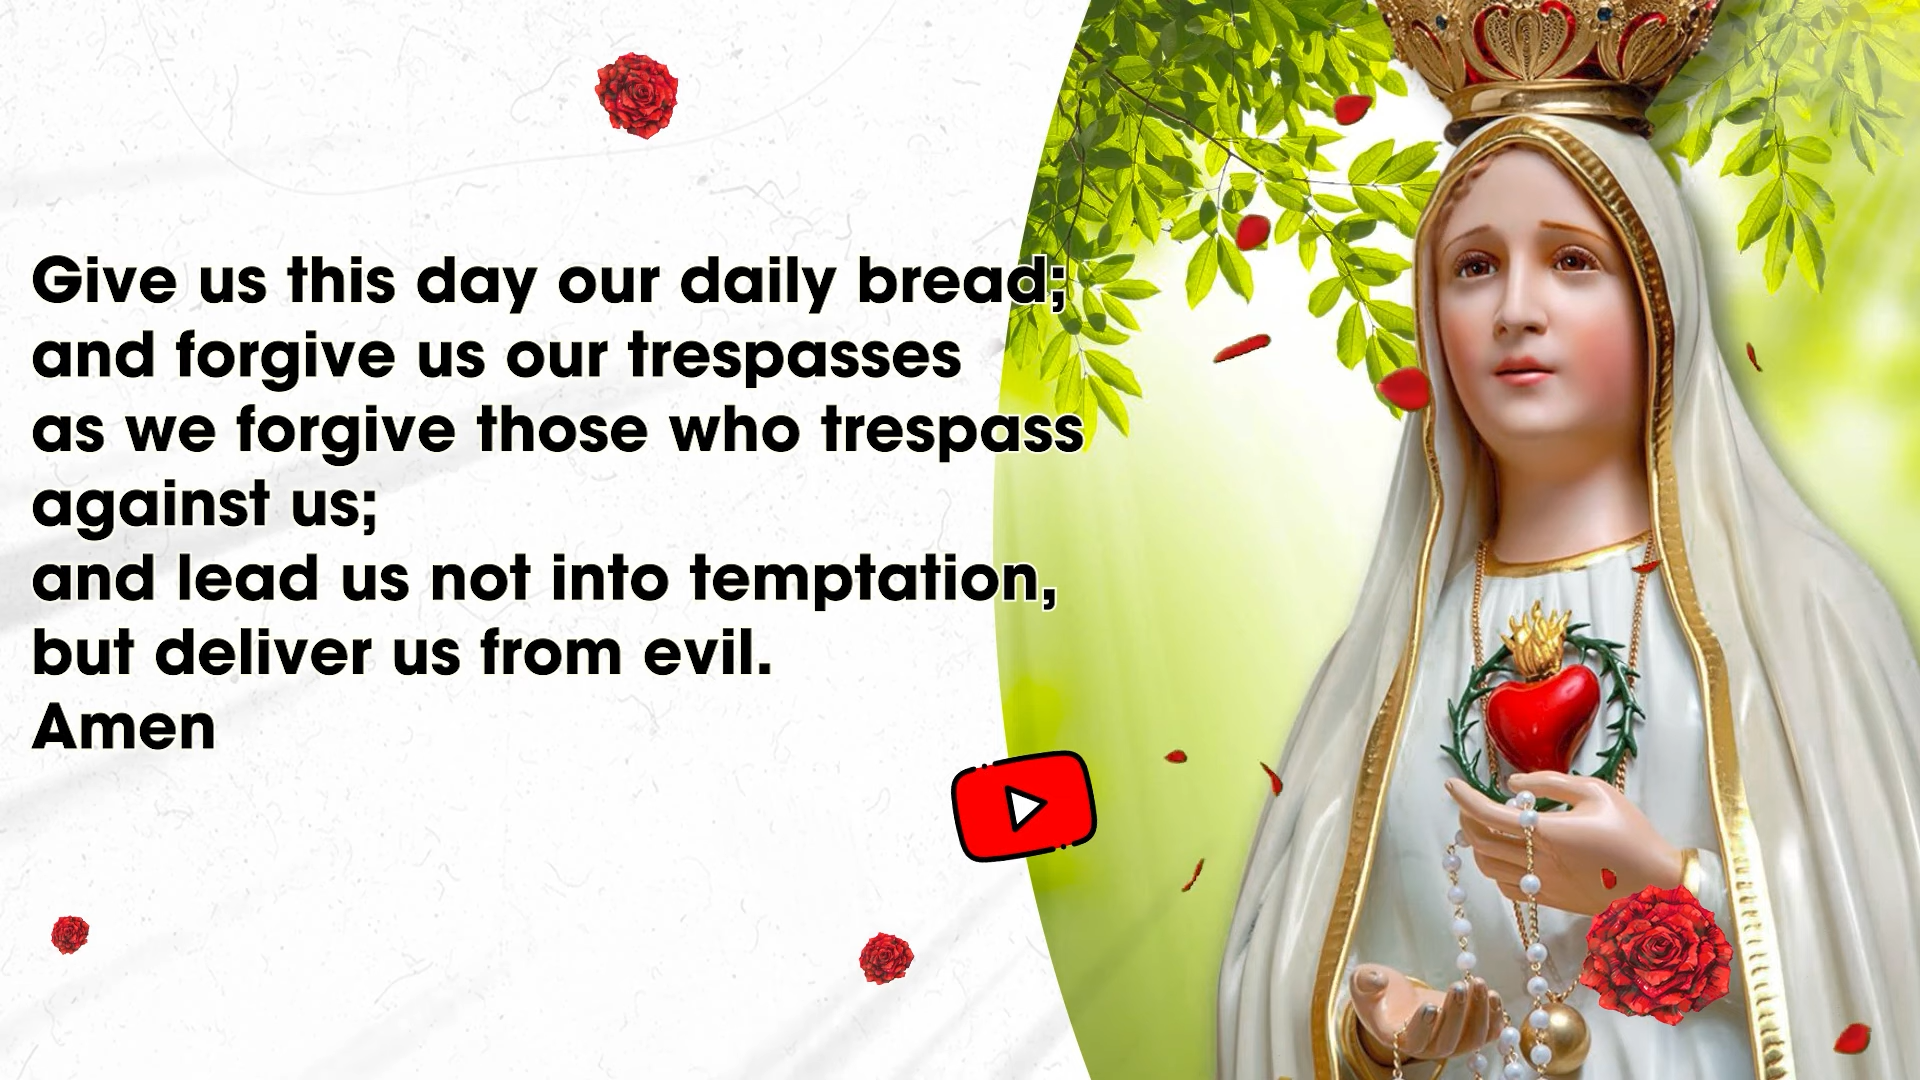 Give us this day our daily bread;
and forgive us our trespasses
as we forgive those who trespass
against us;
and lead us not into temptation,
but deliver us from evil.
Amen